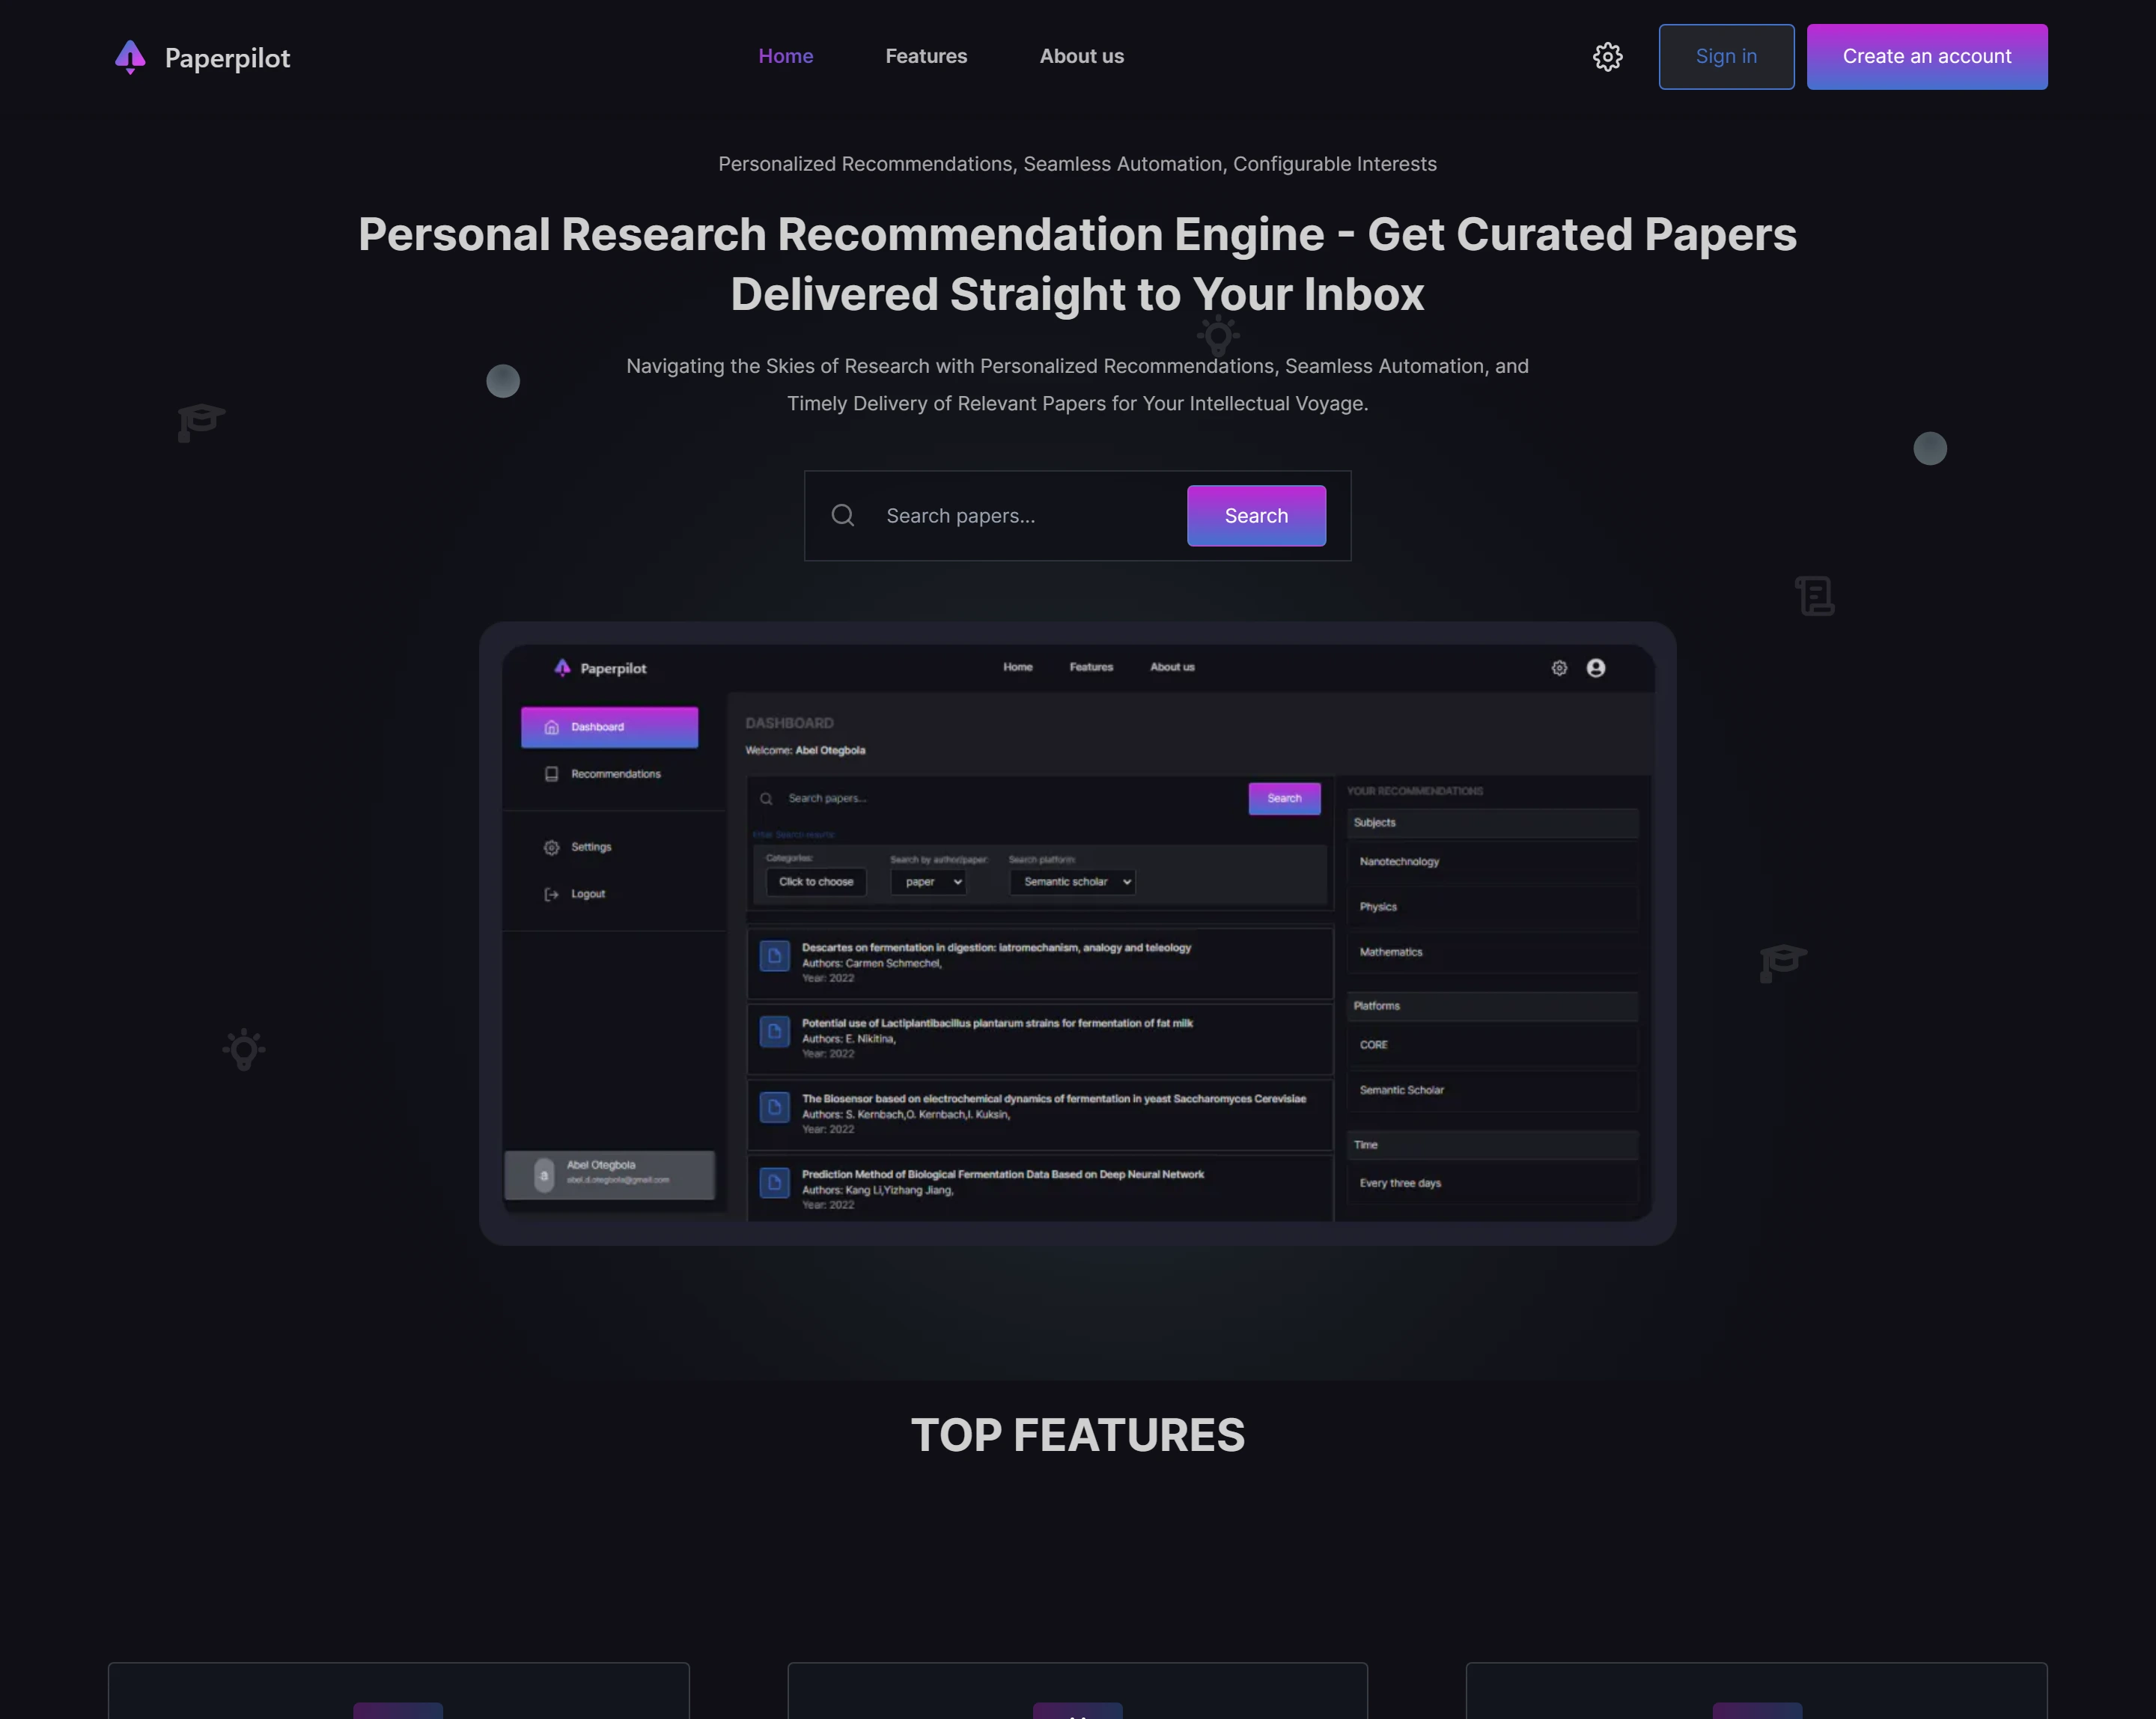 Paperpilot
Home
Features
About us
Sign in
Create an account
Personalized Recommendations, Seamless Automation, Configurable Interests
Personal Research Recommendation Engine - Get Curated Papers
Delivered Straight to Your Inbox
Navigating the Skies of Research with Personalized Recommendations, Seamless Automation, and
Timely Delivery of Relevant Papers for Your Intellectual Voyage.
Search papers...
Search
Paperpilot
Home
Features
About us
Dashboard
Recommendations
Settings
Logout
Abel Otegbola
abel.d.otegbola@gmail.com
DASHBOARD
Welcome: Abel Otegbola
Search papers...
Search
Filter Search results
Categories:
Click to choose
Search by author/paper:
paper
Search platform:
Semantic scholar
Descartes on fermentation in digestion: iatromechanism, analogy and teleology
Authors: Carmen Schmechel,
Year: 2022
Potential use of Lactiplantibacillus plantarum strains for fermentation of fat milk
Authors: E. Nikitina,
Year: 2022
The Biosensor based on electrochemical dynamics of fermentation in yeast Saccharomyces Cerevisiae
Authors: S. Kernbach,O. Kernbach,I. Kuksin,
Year: 2022
Prediction Method of Biological Fermentation Data Based on Deep Neural Network
Authors: Kang Li,Yizhang Jiang,
Year: 2022
YOUR RECOMMENDATIONS
Subjects
Nanotechnology
Physics
Mathematics
Platforms
CORE
Semantic Scholar
Time
Every three days
TOP FEATURES